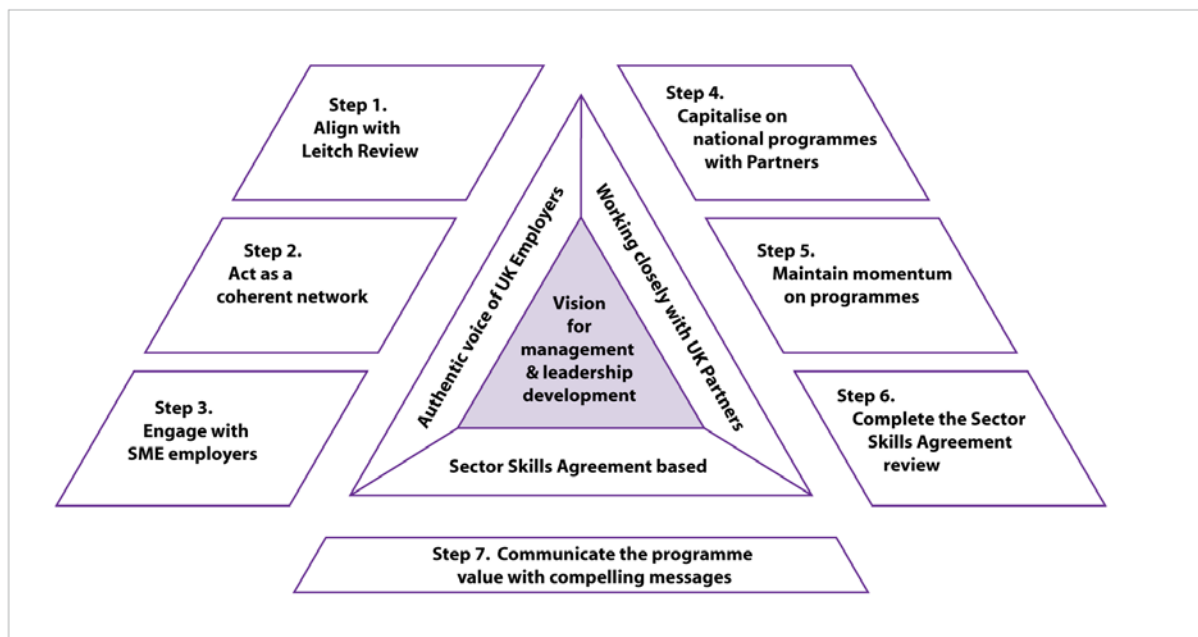 Step 1.
Align with
Leitch Review
Step 2.
Act as a
coherent network
Step 3.
Engage with
SME employers
Authentic voice of UK Employers
Working closely with UK Partners
Vision
for
management
& leadership
development
Sector Skills Agreement based
Step 4.
Capitalise on
national programmes
with Partners
Step 5.
Maintain momentum
on programmes
Step 6.
Complete the Sector
Skills Agreement
review
Step 7. Communicate the programme
value with compelling messages